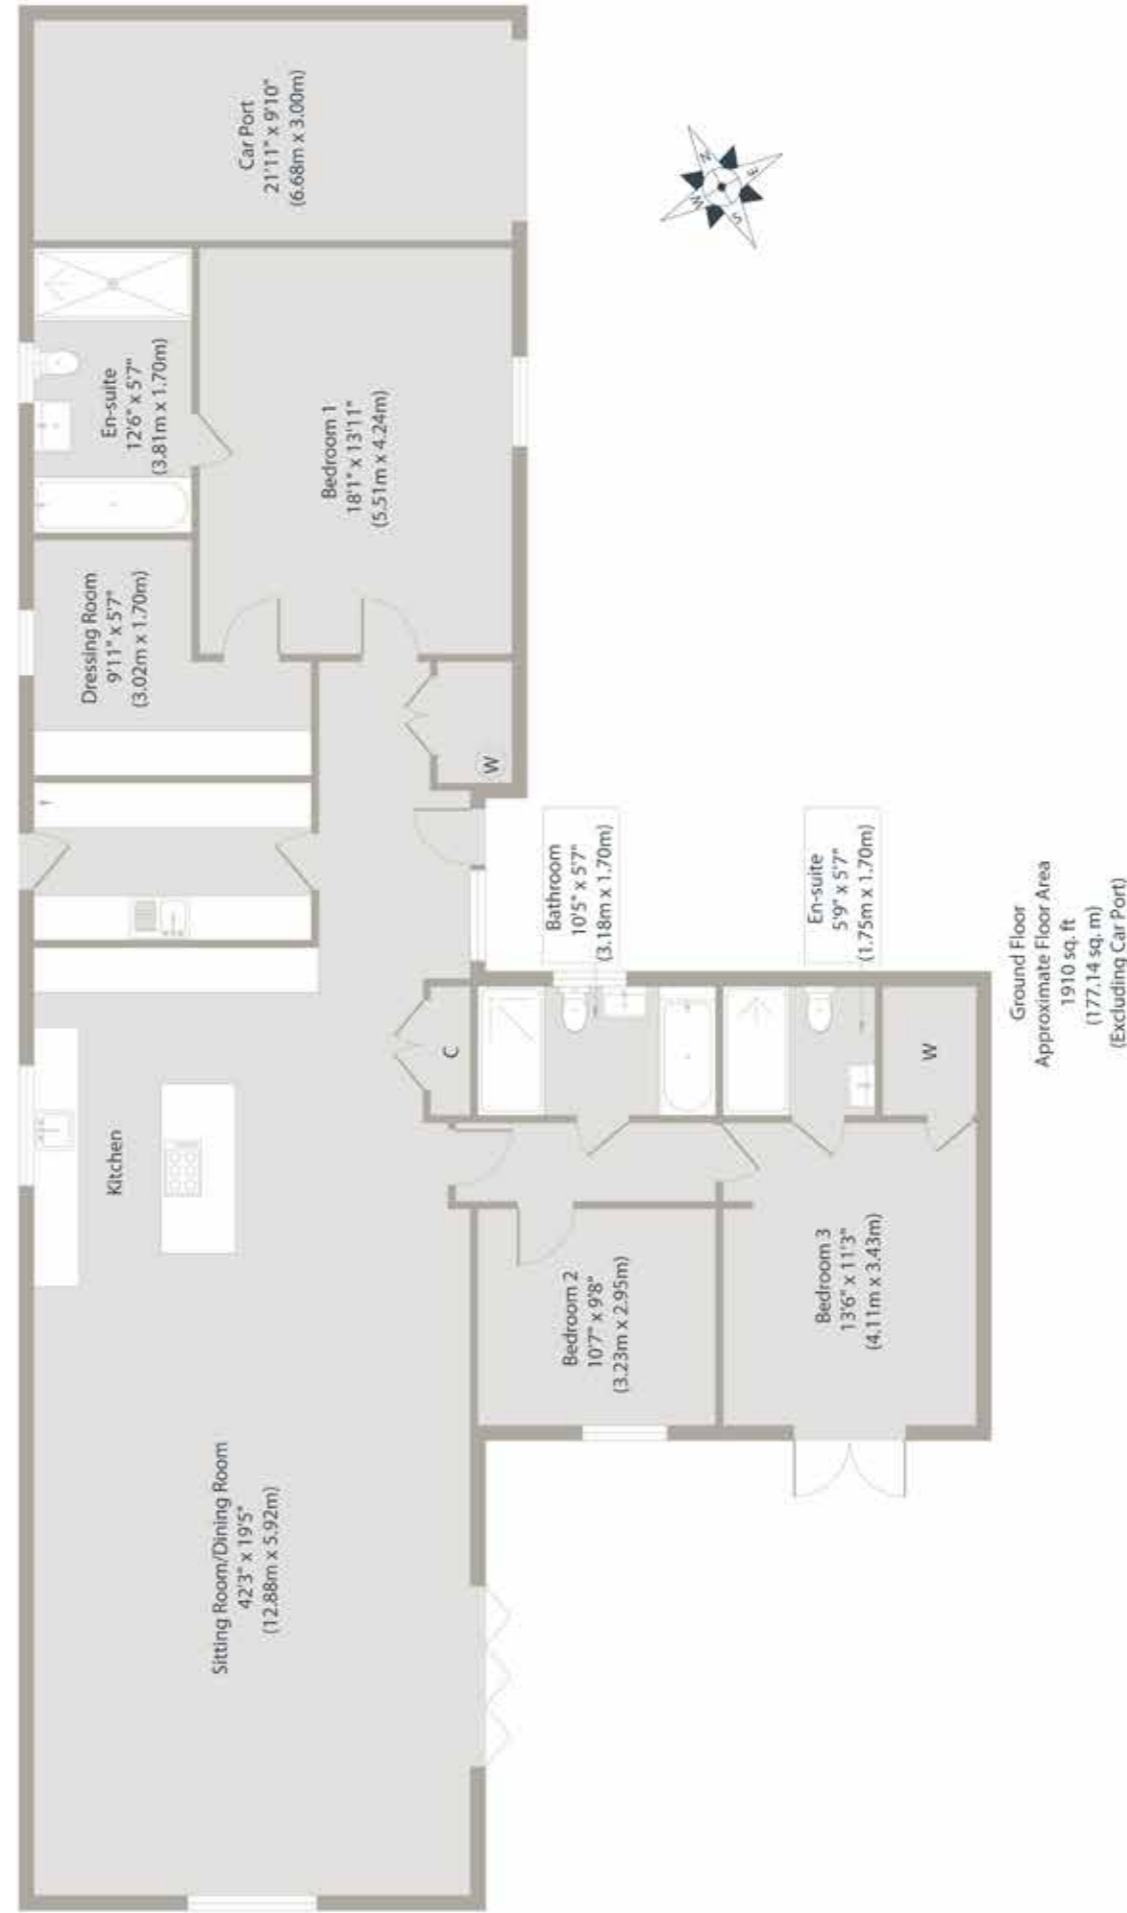 Sitting Room/Dining Room
42'3" x 19'5"
(12.88m x 5.92m)
Kitchen
Dressing Room
9'11" x 5'7"
(3.02m x 1.70m)
En-suite
12'6" x 5'7"
(3.81m x 1.70m)
Car Port
21'11" x 9'10"
(6.68m x 3.00m)
Bedroom 1
18'1" x 13'11"
(5.51m x 4.24m)
C
W
Bedroom 2
10'7" x 9'8"
(3.23m x 2.95m)
Bathroom
10'5" x 5'7"
(3.18m x 1.70m)
Bedroom 3
13'6" x 11'3"
(4.11m x 3.43m)
En-suite
5'9" x 5'7"
(1.75m x 1.70m)
W
N
E
S
W
Ground Floor
Approximate Floor Area
1910 sq. ft
(177.14 sq. m)
(Excluding Car Port)